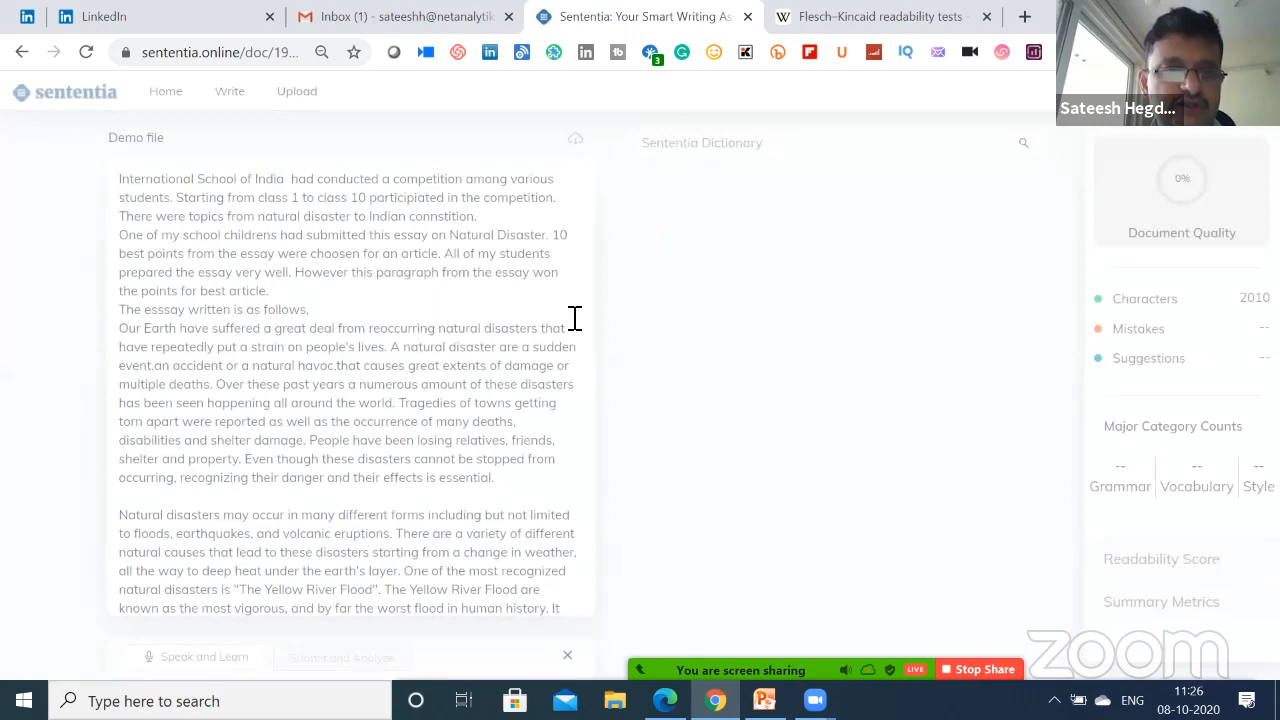 LinkedIn
Inbox (1) - sateeshh@netanalytik
Sententia: Your Smart Writing Ass
Flesch–Kincaid readability tests -
sententia.online/doc/19...
3
sententia
Home
Write
Upload
Sateesh Hegd...
Demo file
Sententia Dictionary
International School of India had conducted a competition among various
students. Starting from class 1 to class 10 participiated in the competition.
There were topics from natural disaster to Indian connstition.
One of my school childrens had submitted this essay on Natural Disaster. 10
best points from the essay were choosen for an article. All of my students
prepared the essay very well. However this paragraph from the essay won
the points for best article.
The esssay written is as follows,
Our Earth have suffered a great deal from reoccurring natural disasters that
have repeatedly put a strain on people's lives. A natural disaster are a sudden
event,an accident or a natural havoc,that causes great extents of damage or
multiple deaths. Over these past years a numerous amount of these disasters
has been seen happening all around the world. Tragedies of towns getting
torn apart were reported as well as the occurrence of many deaths,
disabilities and shelter damage. People have been losing relatives, friends,
shelter and property. Even though these disasters cannot be stopped from
occurring, recognizing their danger and their effects is essential.
Natural disasters may occur in many different forms including but not limited
to floods, earthquakes, and volcanic eruptions. There are a variety of different
natural causes that lead to these disasters starting from a change in weather,
all the way to deep heat under the earth's layer. One of the most recognized
natural disasters is "The Yellow River Flood". The Yellow River Flood are
known as the most vigorous, and by far the worst flood in human history. It
Speak and Learn
Submit and Analyze
0%
Document Quality
Characters 2010
Mistakes --
Suggestions --
Major Category Counts
-- -- --
Grammar Vocabulary Style
Readability Score
Summary Metrics
zoom
You are screen sharing
LIVE
Stop Share
Type here to search
ENG
11:26
08-10-2020